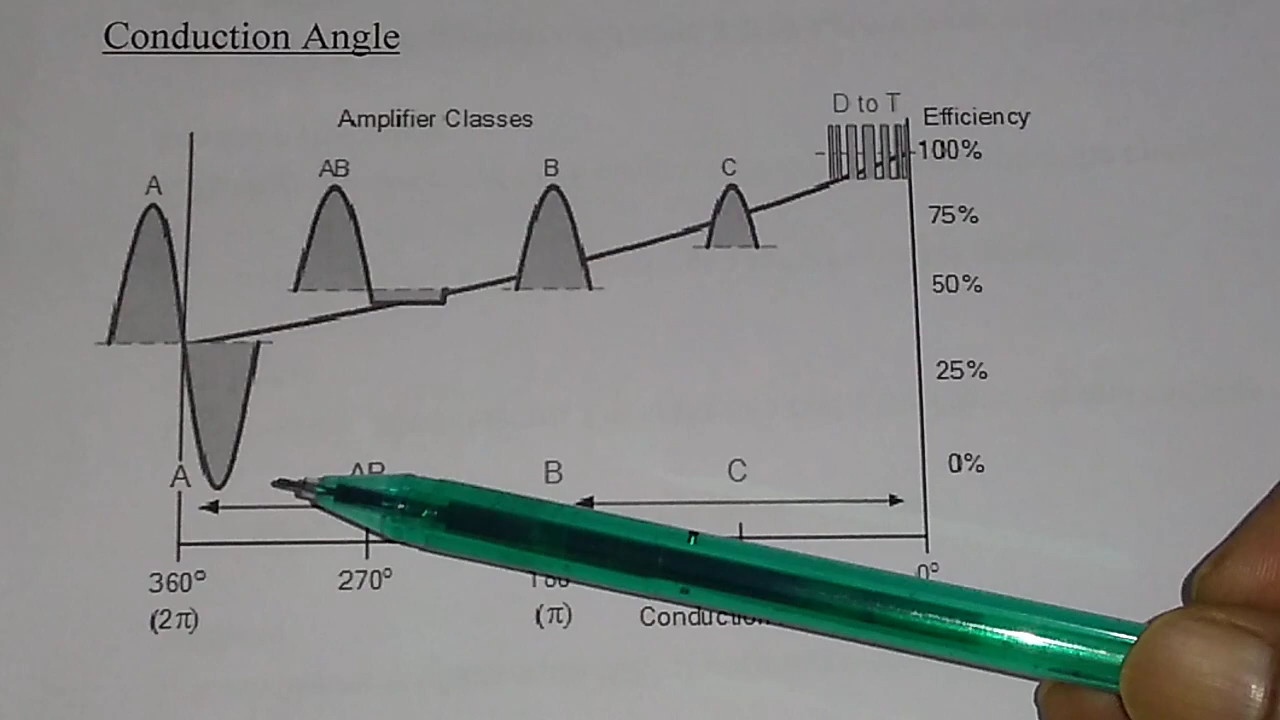 Conduction Angle
D to T
Amplifier Classes
Efficiency
100%
A
AB
B
C
75%
50%
25%
0%
A
B
C
360°
270°
0°
(2π)
(π)